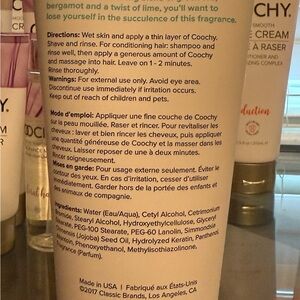 bergamot and a twist of lime, you'll want to
lose yourself in the succulence of this fragrance.
Directions: Wet skin and apply a thin layer of Coochy.
Shave and rinse. For conditioning hair: shampoo and
rinse well, then apply a generous amount of Coochy
and massage into hair. Leave on 1 - 2 minutes.
Rinse thoroughly.
Warnings: For external use only. Avoid eye area.
Discontinue use immediately if irritation occurs.
Keep out of reach of children and pets.
Mode d'emploi: Appliquer une fine couche de Coochy
sur la peau mouillée. Raser et rincer. Pour revitaliser les
cheveux : laver et bien rincer les cheveux, puis appliquer
une quantité généreuse de Coochy et masser dans les
cheveux. Laisser reposer de une à deux minutes.
Rincer soigneusement.
Mises en garde: Pour usage externe seulement. Éviter le
contour des yeux. En cas d'irritation, cesser d'utiliser
immédiatement. Garder hors de la portée des enfants et
des animaux de compagnie.
Ingredients: Water (Eau/Aqua), Cetyl Alcohol, Cetrimonium
Bromide, Stearyl Alcohol, Hydroxyethylcellulose, Glyceryl
Stearate, PEG-100 Stearate, PEG-60 Lanolin, Simmondsia
Chinensis (Jojoba) Seed Oil, Hydrolyzed Keratin, Panthenol,
Phenoxyethanol, Methylisothiazolinone,
Fragrance (Parfum).
Made in USA | Fabriqué aux États-Unis
©2017 Classic Brands, Los Angeles, CA
CHY.
CREAM
OOCHY.
SMOOTH
E CREAM
A RASER